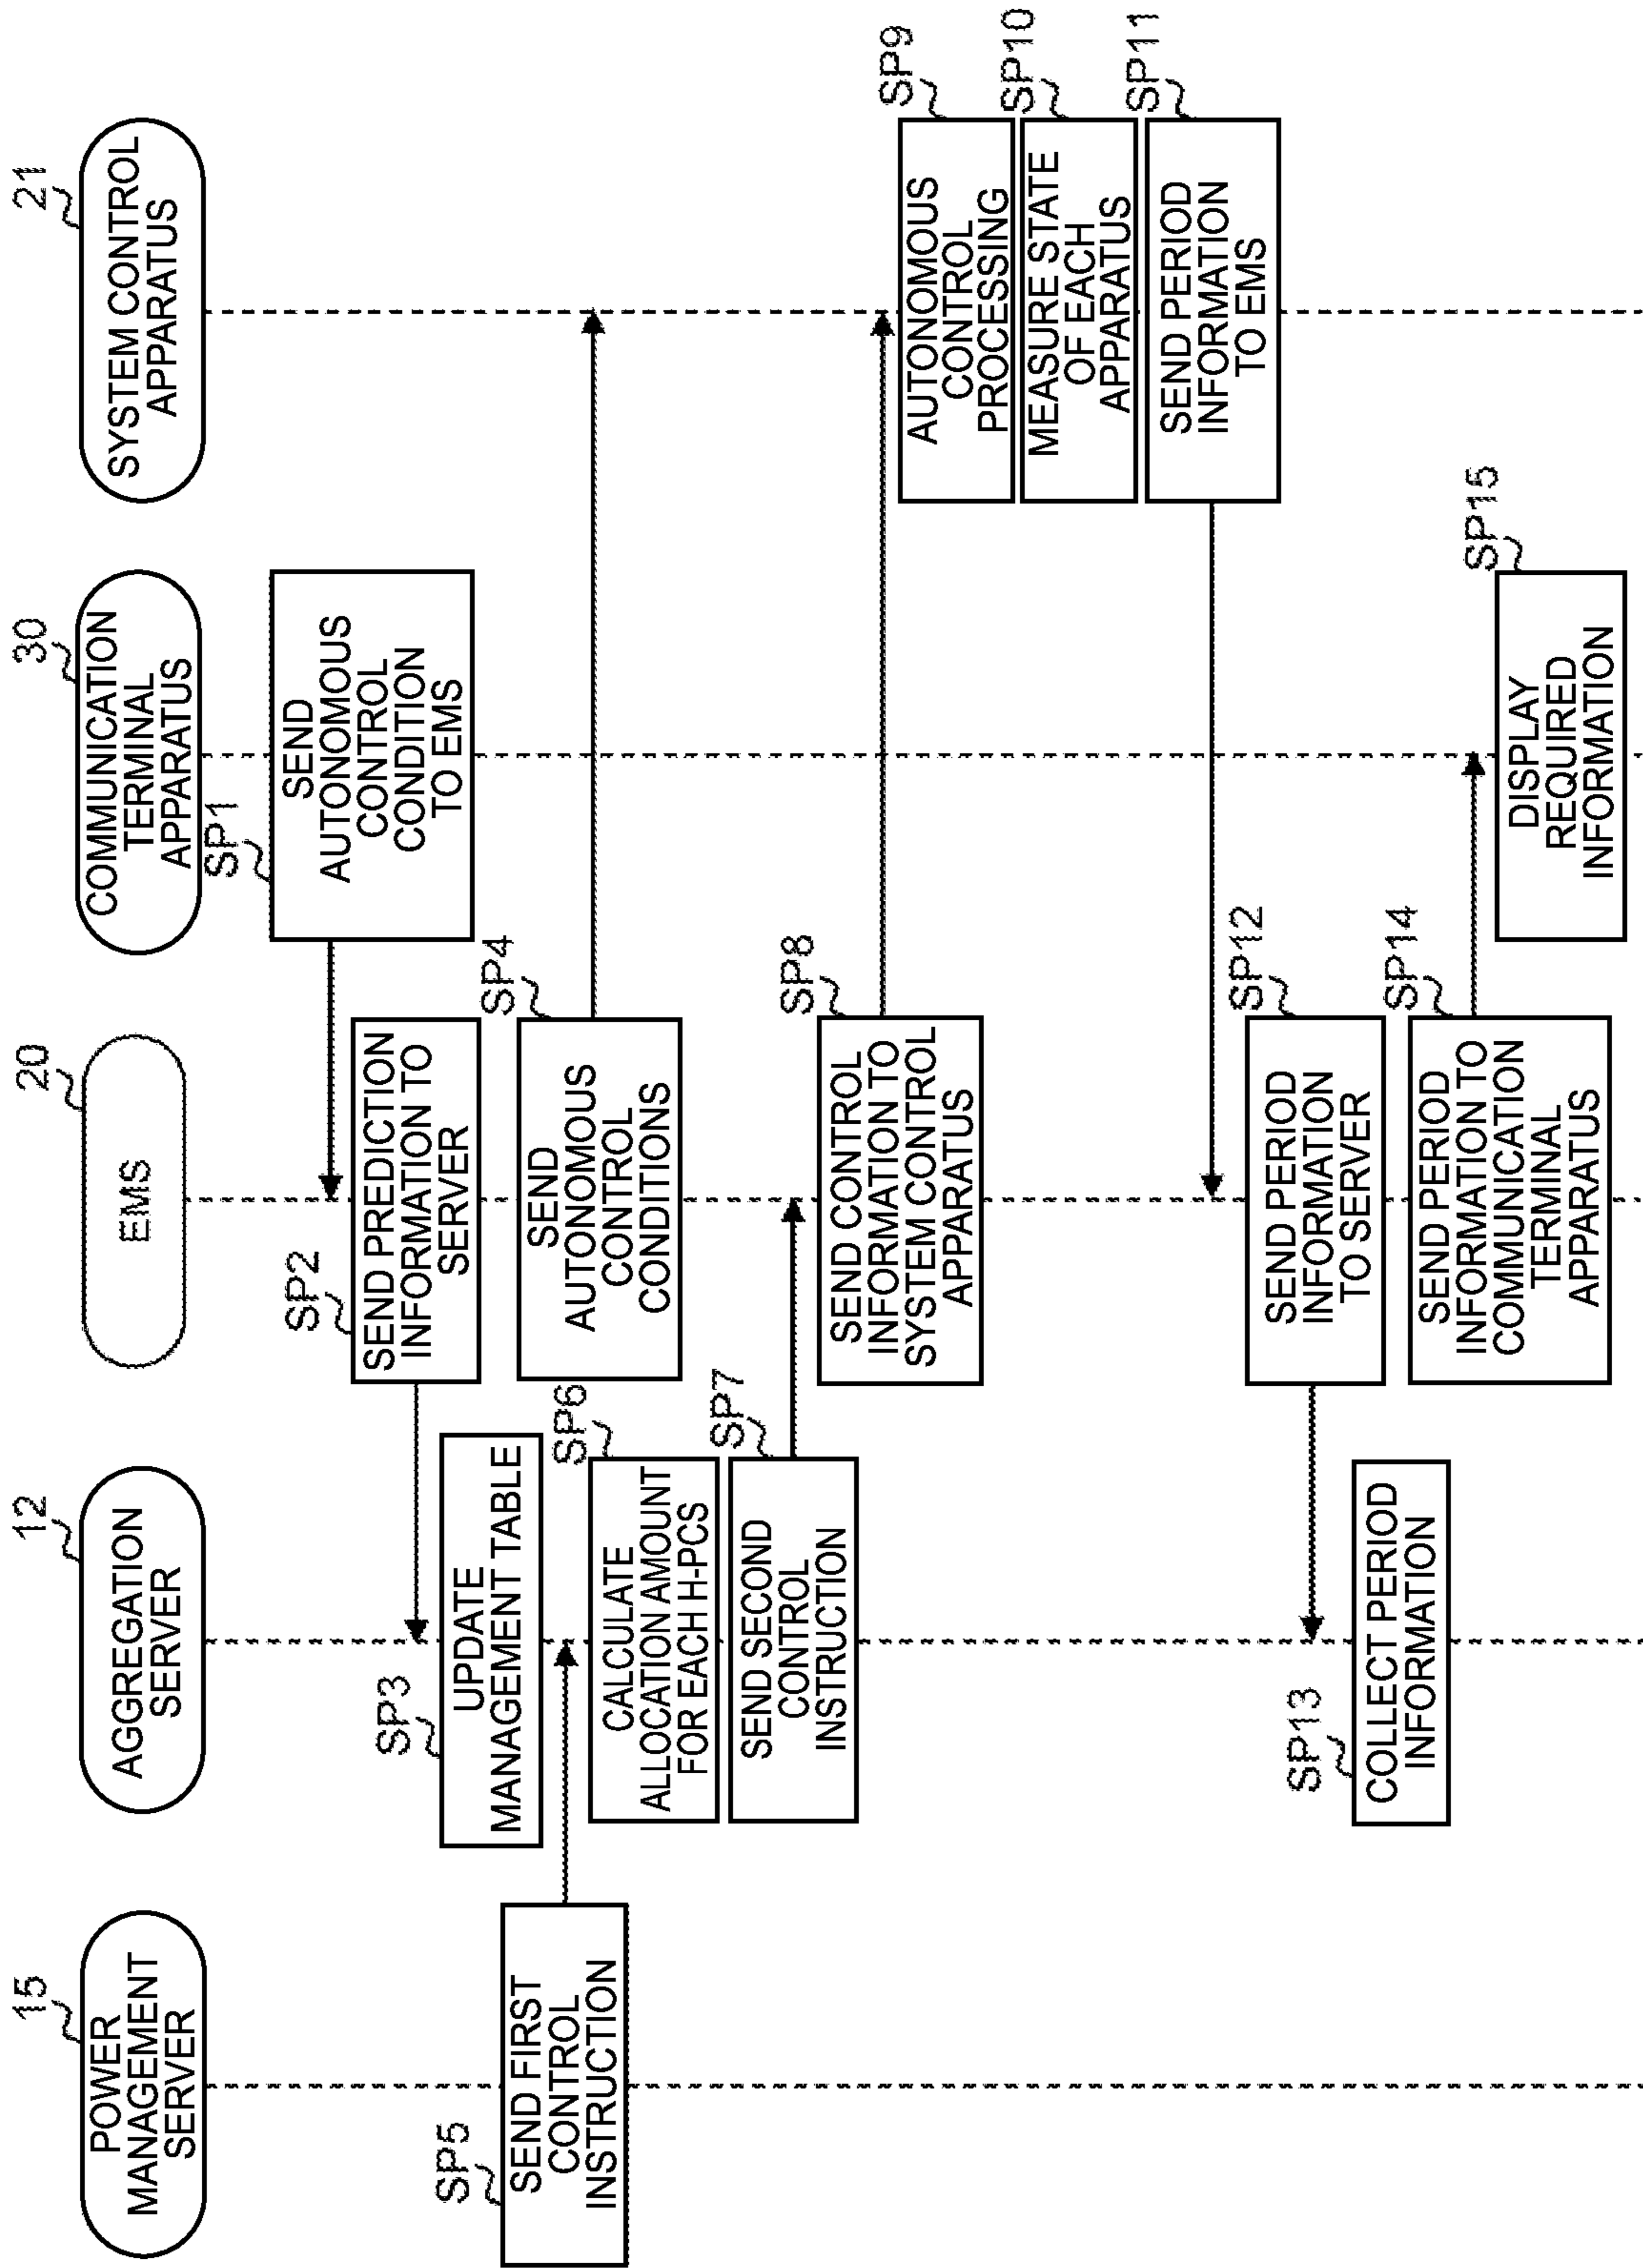 15
POWER
MANAGEMENT
SERVER
12
AGGREGATION
SERVER
20
EMS
30
COMMUNICATION
TERMINAL
APPARATUS
21
SYSTEM CONTROL
APPARATUS
SP1
SEND
AUTONOMOUS
CONTROL
CONDITION
TO EMS
SP2
SEND PREDICTION
INFORMATION TO
SERVER
SP3
UPDATE
MANAGEMENT TABLE
SP4
SEND
AUTONOMOUS
CONTROL
CONDITIONS
SP5
SEND FIRST
CONTROL
INSTRUCTION
SP6
CALCULATE
ALLOCATION AMOUNT
FOR EACH H-PCS
SP7
SEND SECOND
CONTROL
INSTRUCTION
SP8
SEND CONTROL
INFORMATION TO
SYSTEM CONTROL
APPARATUS
SP9
AUTONOMOUS
CONTROL
PROCESSING
SP10
MEASURE STATE
OF EACH
APPARATUS
SP11
SEND PERIOD
INFORMATION
TO EMS
SP12
SEND PERIOD
INFORMATION
TO SERVER
SP13
COLLECT PERIOD
INFORMATION
SP14
SEND PERIOD
INFORMATION TO
COMMUNICATION
TERMINAL
APPARATUS
SP15
DISPLAY
REQUIRED
INFORMATION